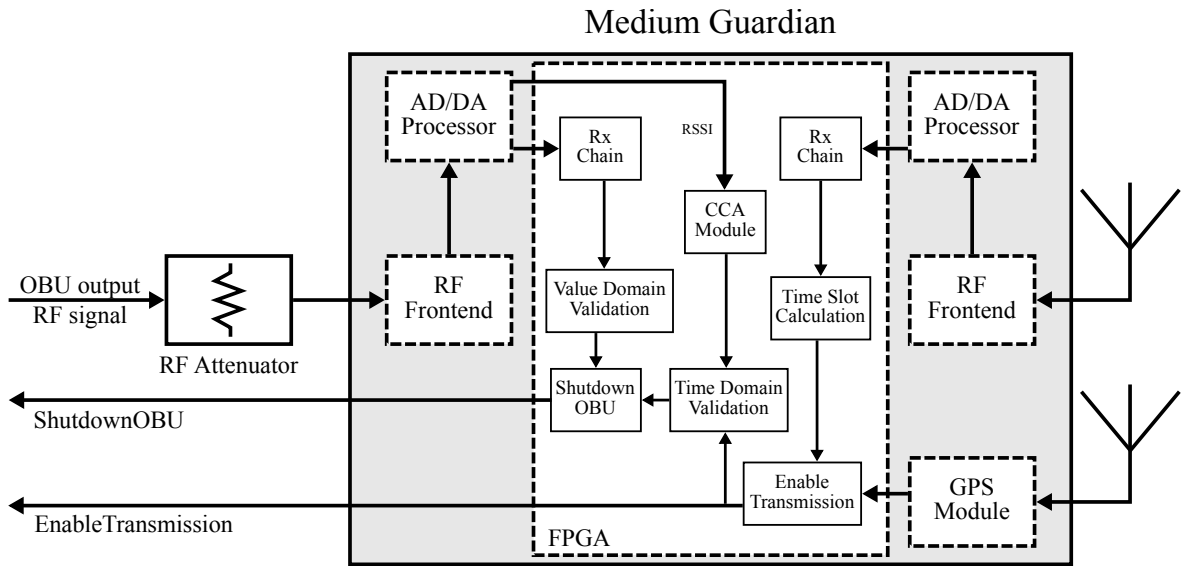 Medium Guardian
AD/DA
Processor
RSSI
Rx
Chain
Rx
Chain
AD/DA
Processor
CCA
Module
OBU output
RF signal
RF Attenuator
RF
Frontend
Value Domain
Validation
Time Slot
Calculation
RF
Frontend
Shutdown
OBU
Time Domain
Validation
ShutdownOBU
Enable
Transmission
GPS
Module
EnableTransmission
FPGA